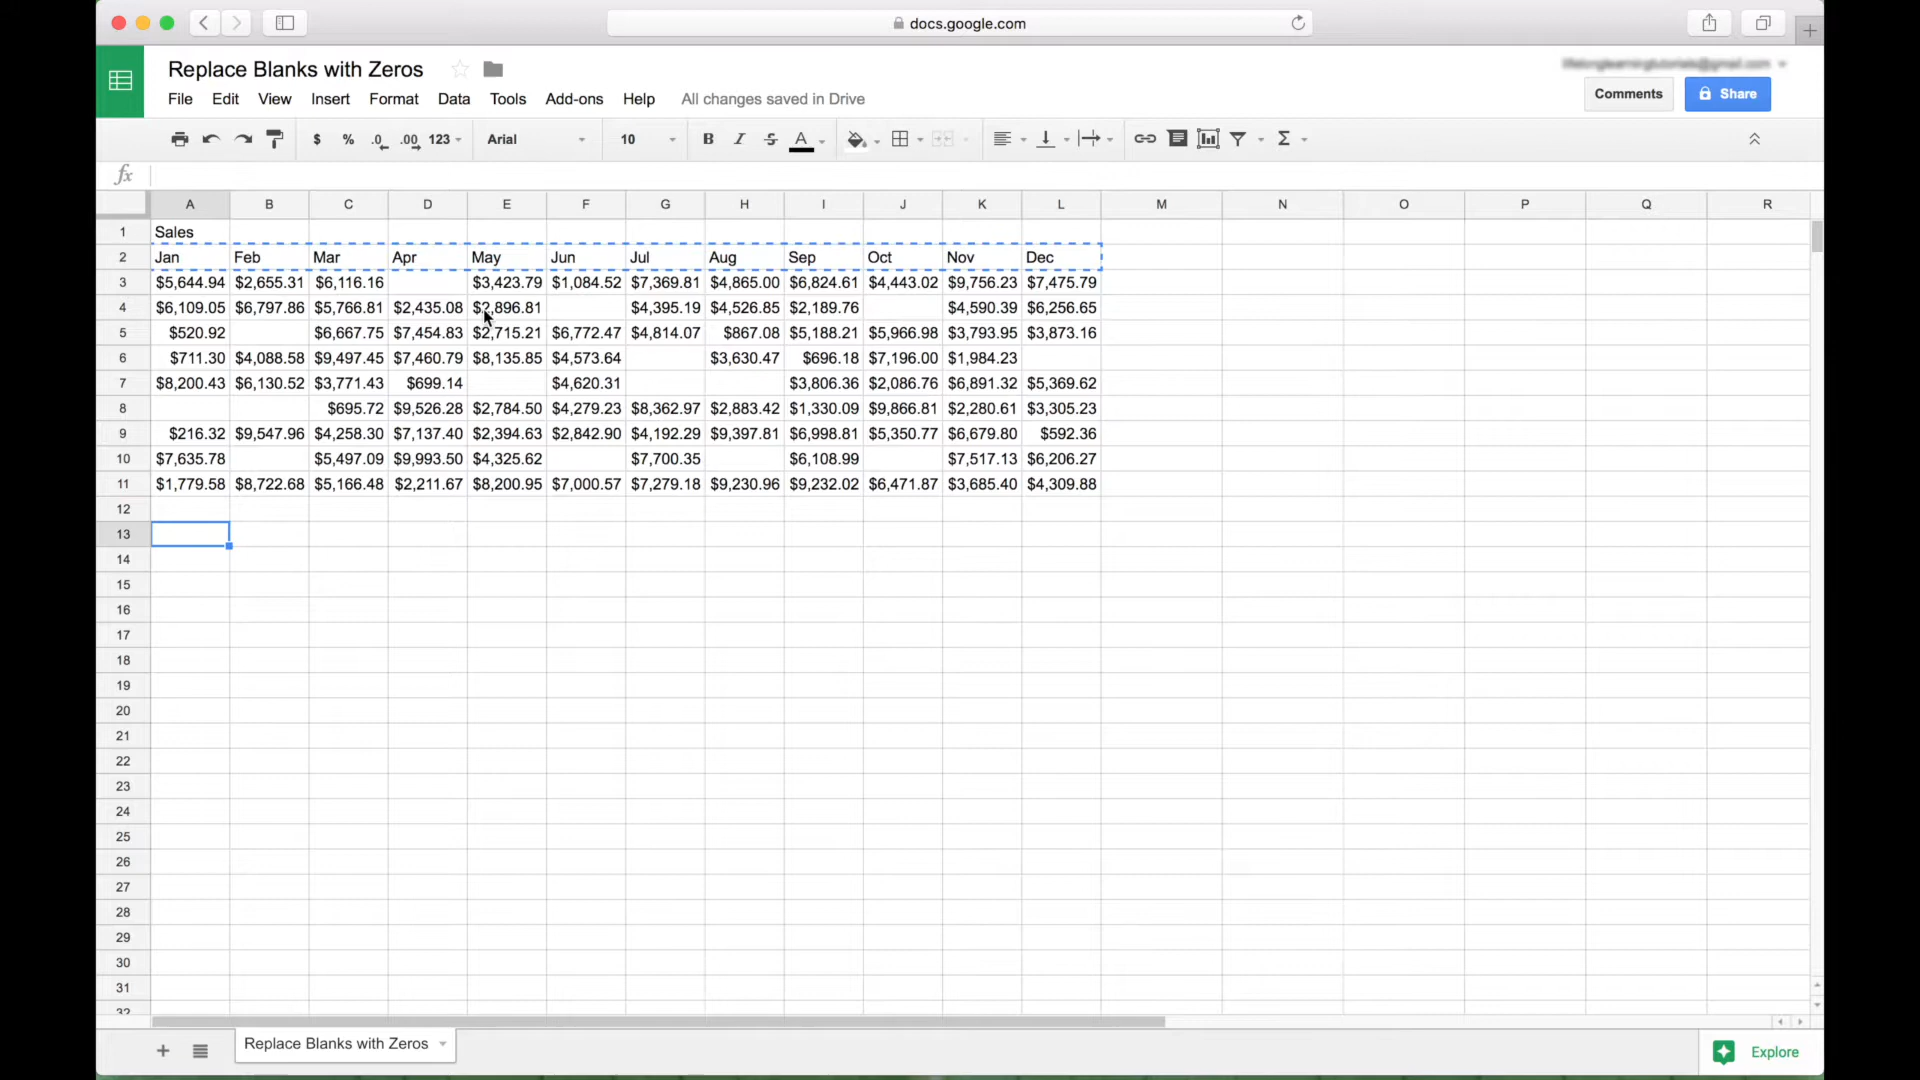 docs.google.com
Replace Blanks with Zeros
File Edit View Insert Format Data Tools Add-ons Help All changes saved in Drive
Comments Share
$ % .0 .00 123 Arial 10 B I S A Σ
fx
A B C D E F G H I J K L M N O P Q R
1 Sales
2 Jan Feb Mar Apr May Jun Jul Aug Sep Oct Nov Dec
3 $5,644.94 $2,655.31 $6,116.16 $3,423.79 $1,084.52 $7,369.81 $4,865.00 $6,824.61 $4,443.02 $9,756.23 $7,475.79
4 $6,109.05 $6,797.86 $5,766.81 $2,435.08 $2,896.81 $4,395.19 $4,526.85 $2,189.76 $4,590.39 $6,256.65
5 $520.92 $6,667.75 $7,454.83 $2,715.21 $6,772.47 $4,814.07 $867.08 $5,188.21 $5,966.98 $3,793.95 $3,873.16
6 $711.30 $4,088.58 $9,497.45 $7,460.79 $8,135.85 $4,573.64 $3,630.47 $696.18 $7,196.00 $1,984.23
7 $8,200.43 $6,130.52 $3,771.43 $699.14 $4,620.31 $3,806.36 $2,086.76 $6,891.32 $5,369.62
8 $695.72 $9,526.28 $2,784.50 $4,279.23 $8,362.97 $2,883.42 $1,330.09 $9,866.81 $2,280.61 $3,305.23
9 $216.32 $9,547.96 $4,258.30 $7,137.40 $2,394.63 $2,842.90 $4,192.29 $9,397.81 $6,998.81 $5,350.77 $6,679.80 $592.36
10 $7,635.78 $5,497.09 $9,993.50 $4,325.62 $7,700.35 $6,108.99 $7,517.13 $6,206.27
11 $1,779.58 $8,722.68 $5,166.48 $2,211.67 $8,200.95 $7,000.57 $7,279.18 $9,230.96 $9,232.02 $6,471.87 $3,685.40 $4,309.88
12
13
14
15
16
17
18
19
20
21
22
23
24
25
26
27
28
29
30
31
32
Replace Blanks with Zeros
Explore